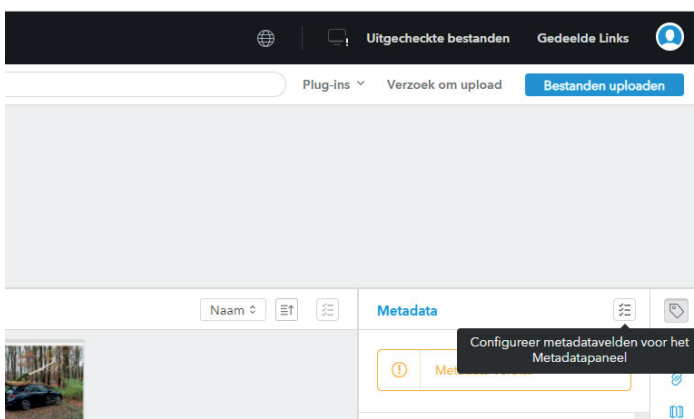 Uitgecheckte bestanden Gedeelde Links
Plug-ins Verzoek om upload Bestanden uploaden
Naam Metadata
Configureer metadatavelden voor het
Metadatapaneel